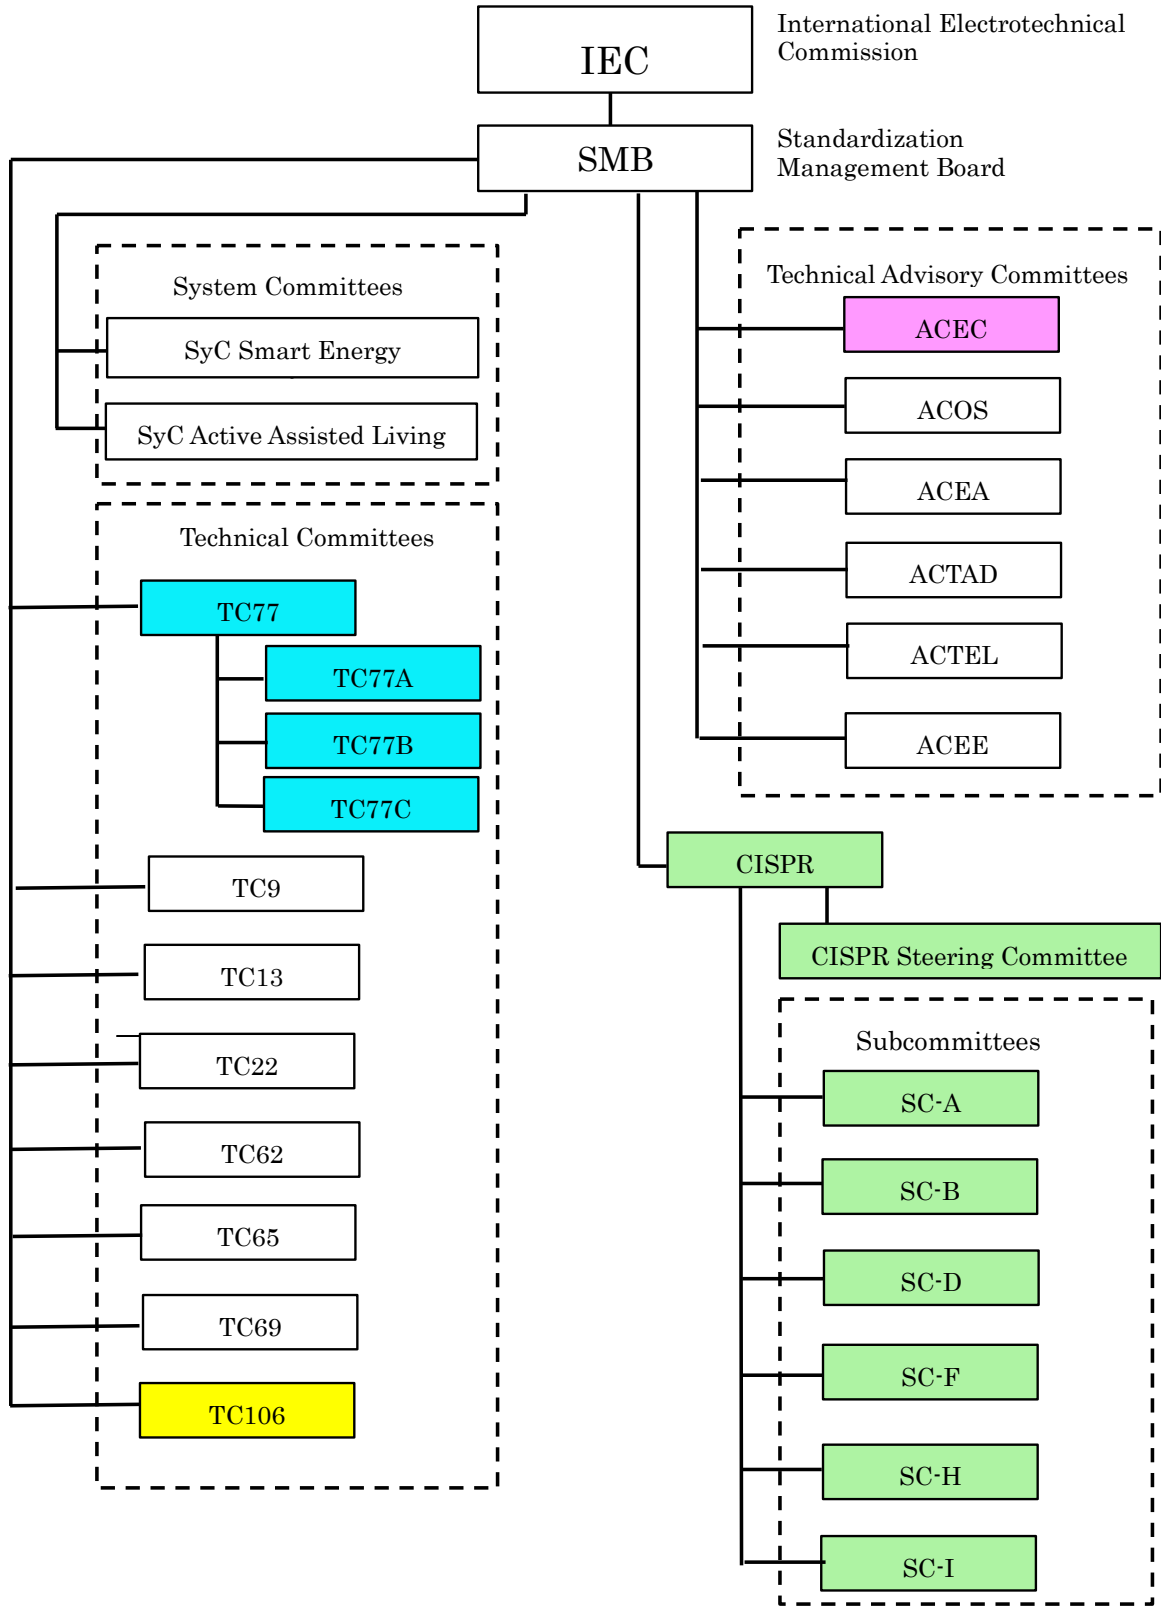 IEC
International Electrotechnical
Commission
SMB
Standardization
Management Board
System Committees
SyC Smart Energy
SyC Active Assisted Living
Technical Committees
TC77
TC77A
TC77B
TC77C
TC9
TC13
TC22
TC62
TC65
TC69
TC106
Technical Advisory Committees
ACEC
ACOS
ACEA
ACTAD
ACTEL
ACEE
CISPR
CISPR Steering Committee
Subcommittees
SC-A
SC-B
SC-D
SC-F
SC-H
SC-I